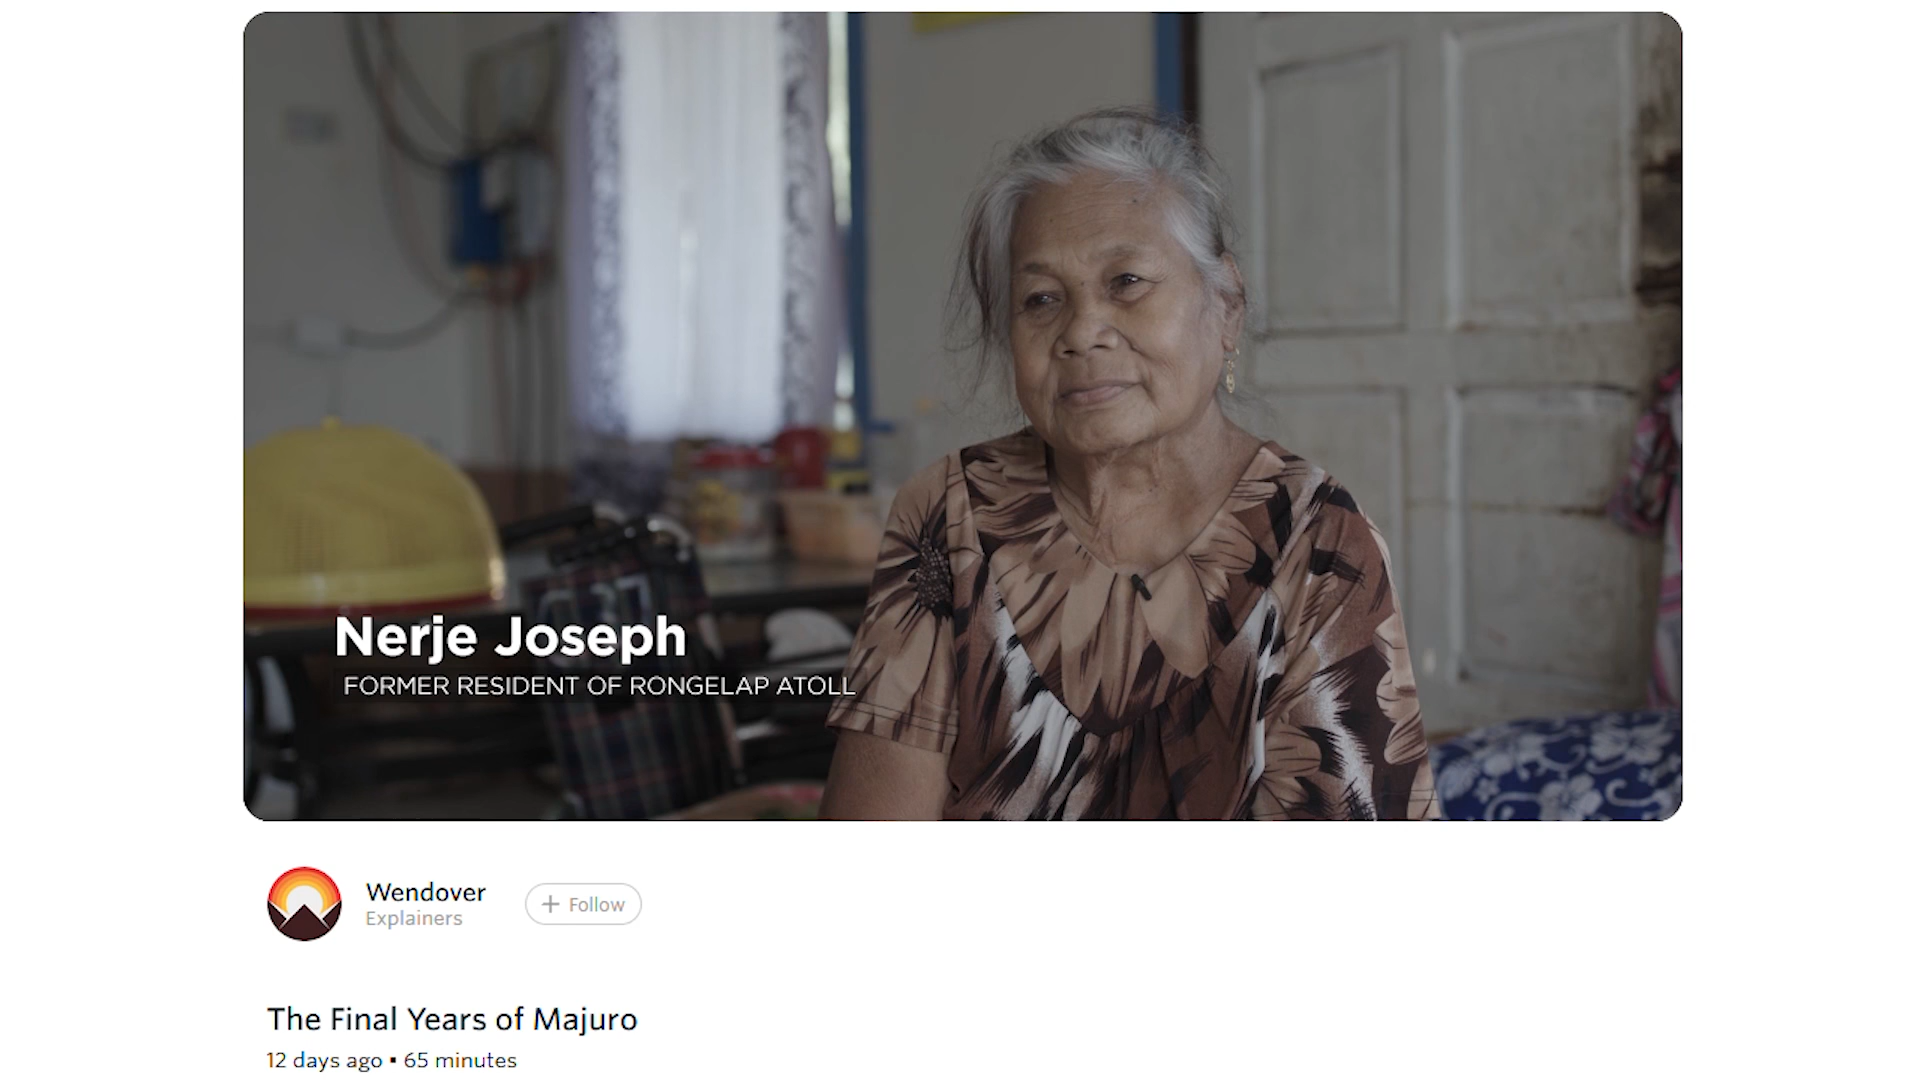 Nerje Joseph
FORMER RESIDENT OF RONGELAP ATOLL
Wendover
Explainers
+ Follow
The Final Years of Majuro
12 days ago ▪ 65 minutes